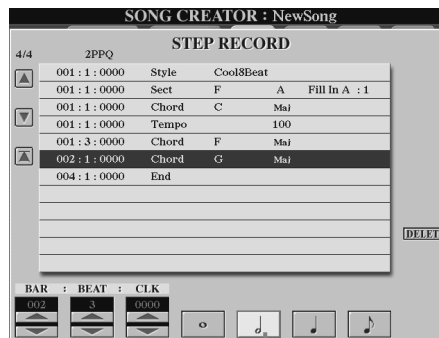 SONG CREATOR : NewSong
STEP RECORD
4/4 2PPQ
001 : 1 : 0000 Style Cool8Beat
001 : 1 : 0000 Sect F A Fill In A : 1
001 : 1 : 0000 Chord C Maj
001 : 1 : 0000 Tempo 100
001 : 3 : 0000 Chord F Maj
002 : 1 : 0000 Chord G Maj
004 : 1 : 0000 End
DELET
BAR : BEAT : CLK
002 3 0000